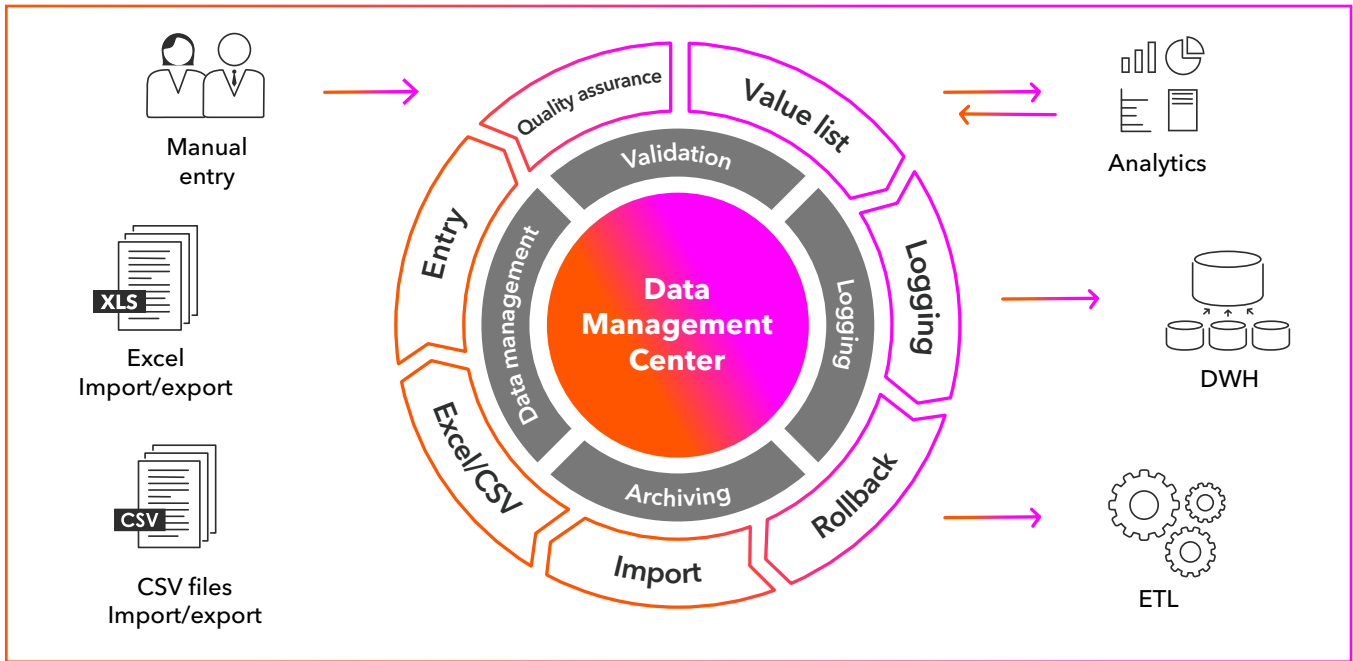 Manual
entry
XLS
Excel
Import/export
CSV
CSV files
Import/export
Quality assurance
Value list
Logging
Rollback
Import
Excel/CSV
Entry
Validation
Logging
Archiving
Data management
Data
Management
Center
Analytics
DWH
ETL